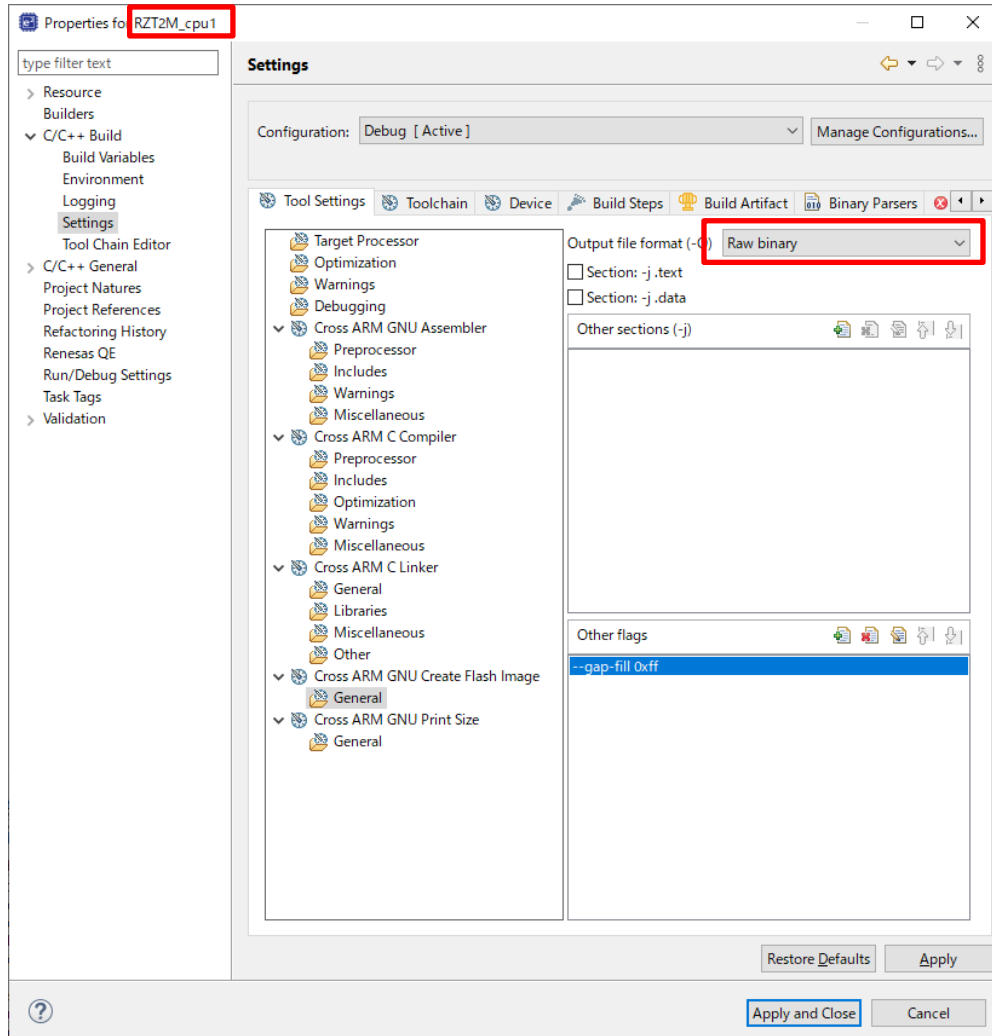 Properties for RZT2M_cpu1
type filter text
Resource
Builders
C/C++ Build
Build Variables
Environment
Logging
Settings
Tool Chain Editor
C/C++ General
Project Natures
Project References
Refactoring History
Renesas QE
Run/Debug Settings
Task Tags
Validation
Settings
Configuration: Debug [ Active ]
Manage Configurations...
Tool Settings
Toolchain
Device
Build Steps
Build Artifact
Binary Parsers
Target Processor
Optimization
Warnings
Debugging
Cross ARM GNU Assembler
Preprocessor
Includes
Warnings
Miscellaneous
Cross ARM C Compiler
Preprocessor
Includes
Optimization
Warnings
Miscellaneous
Cross ARM C Linker
General
Libraries
Miscellaneous
Other
Cross ARM GNU Create Flash Image
General
Cross ARM GNU Print Size
General
Output file format (-O) Raw binary
Section: -j .text
Section: -j .data
Other sections (-j)
Other flags
--gap-fill 0xff
Restore Defaults
Apply
Apply and Close
Cancel